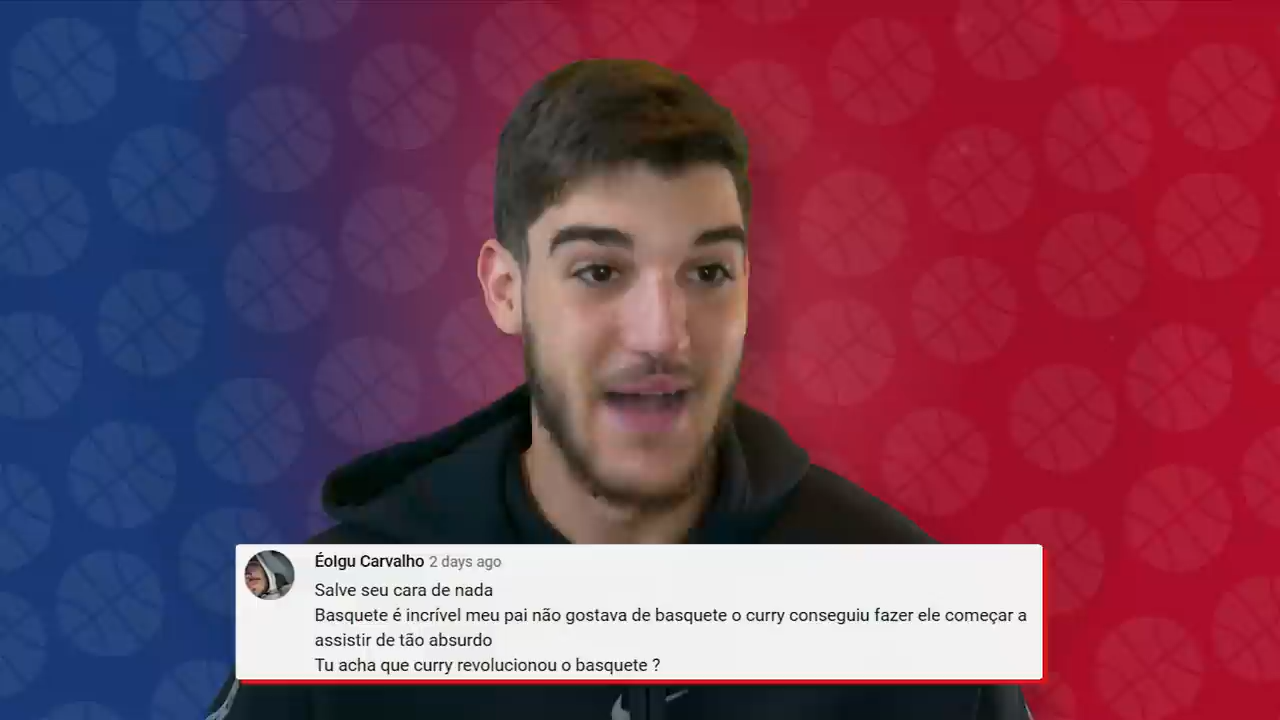 ÉoIgu Carvalho 2 days ago
Salve seu cara de nada
Basquete é incrível meu pai não gostava de basquete o curry conseguiu fazer ele começar a
assistir de tão absurdo
Tu acha que curry revolucionou o basquete ?